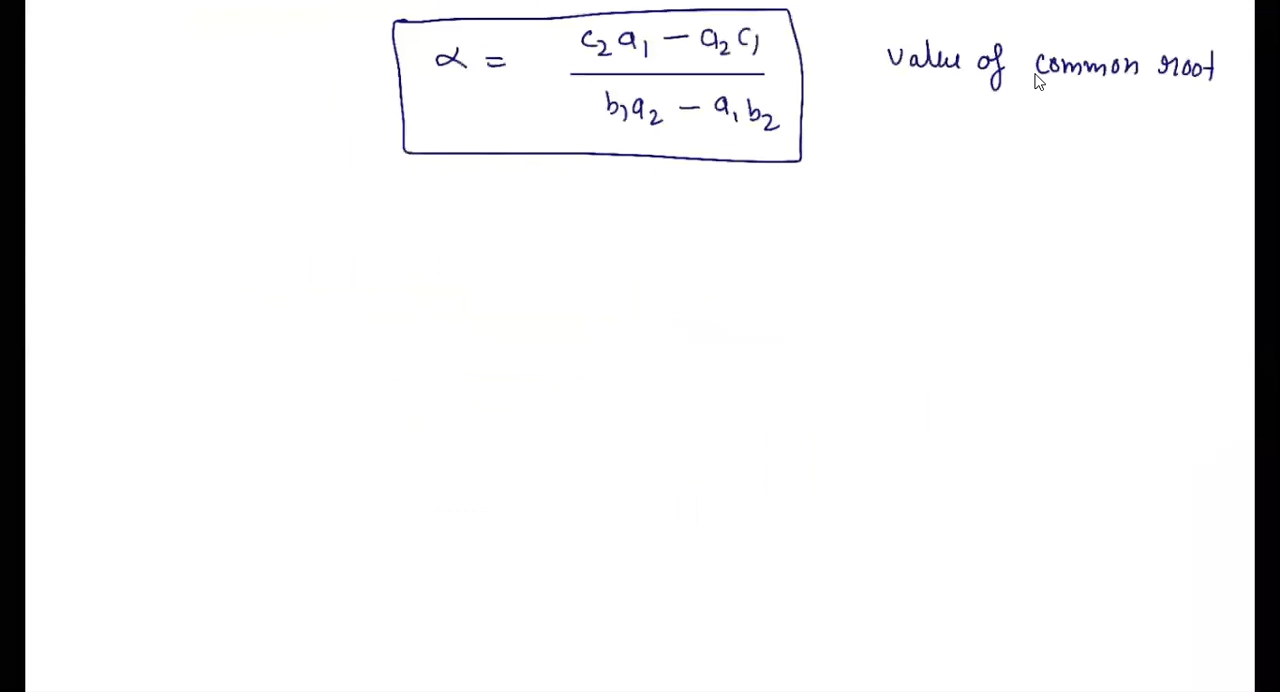 α = c₂a₁ − a₂c₁ / b₁a₂ − a₁b₂ value of common root